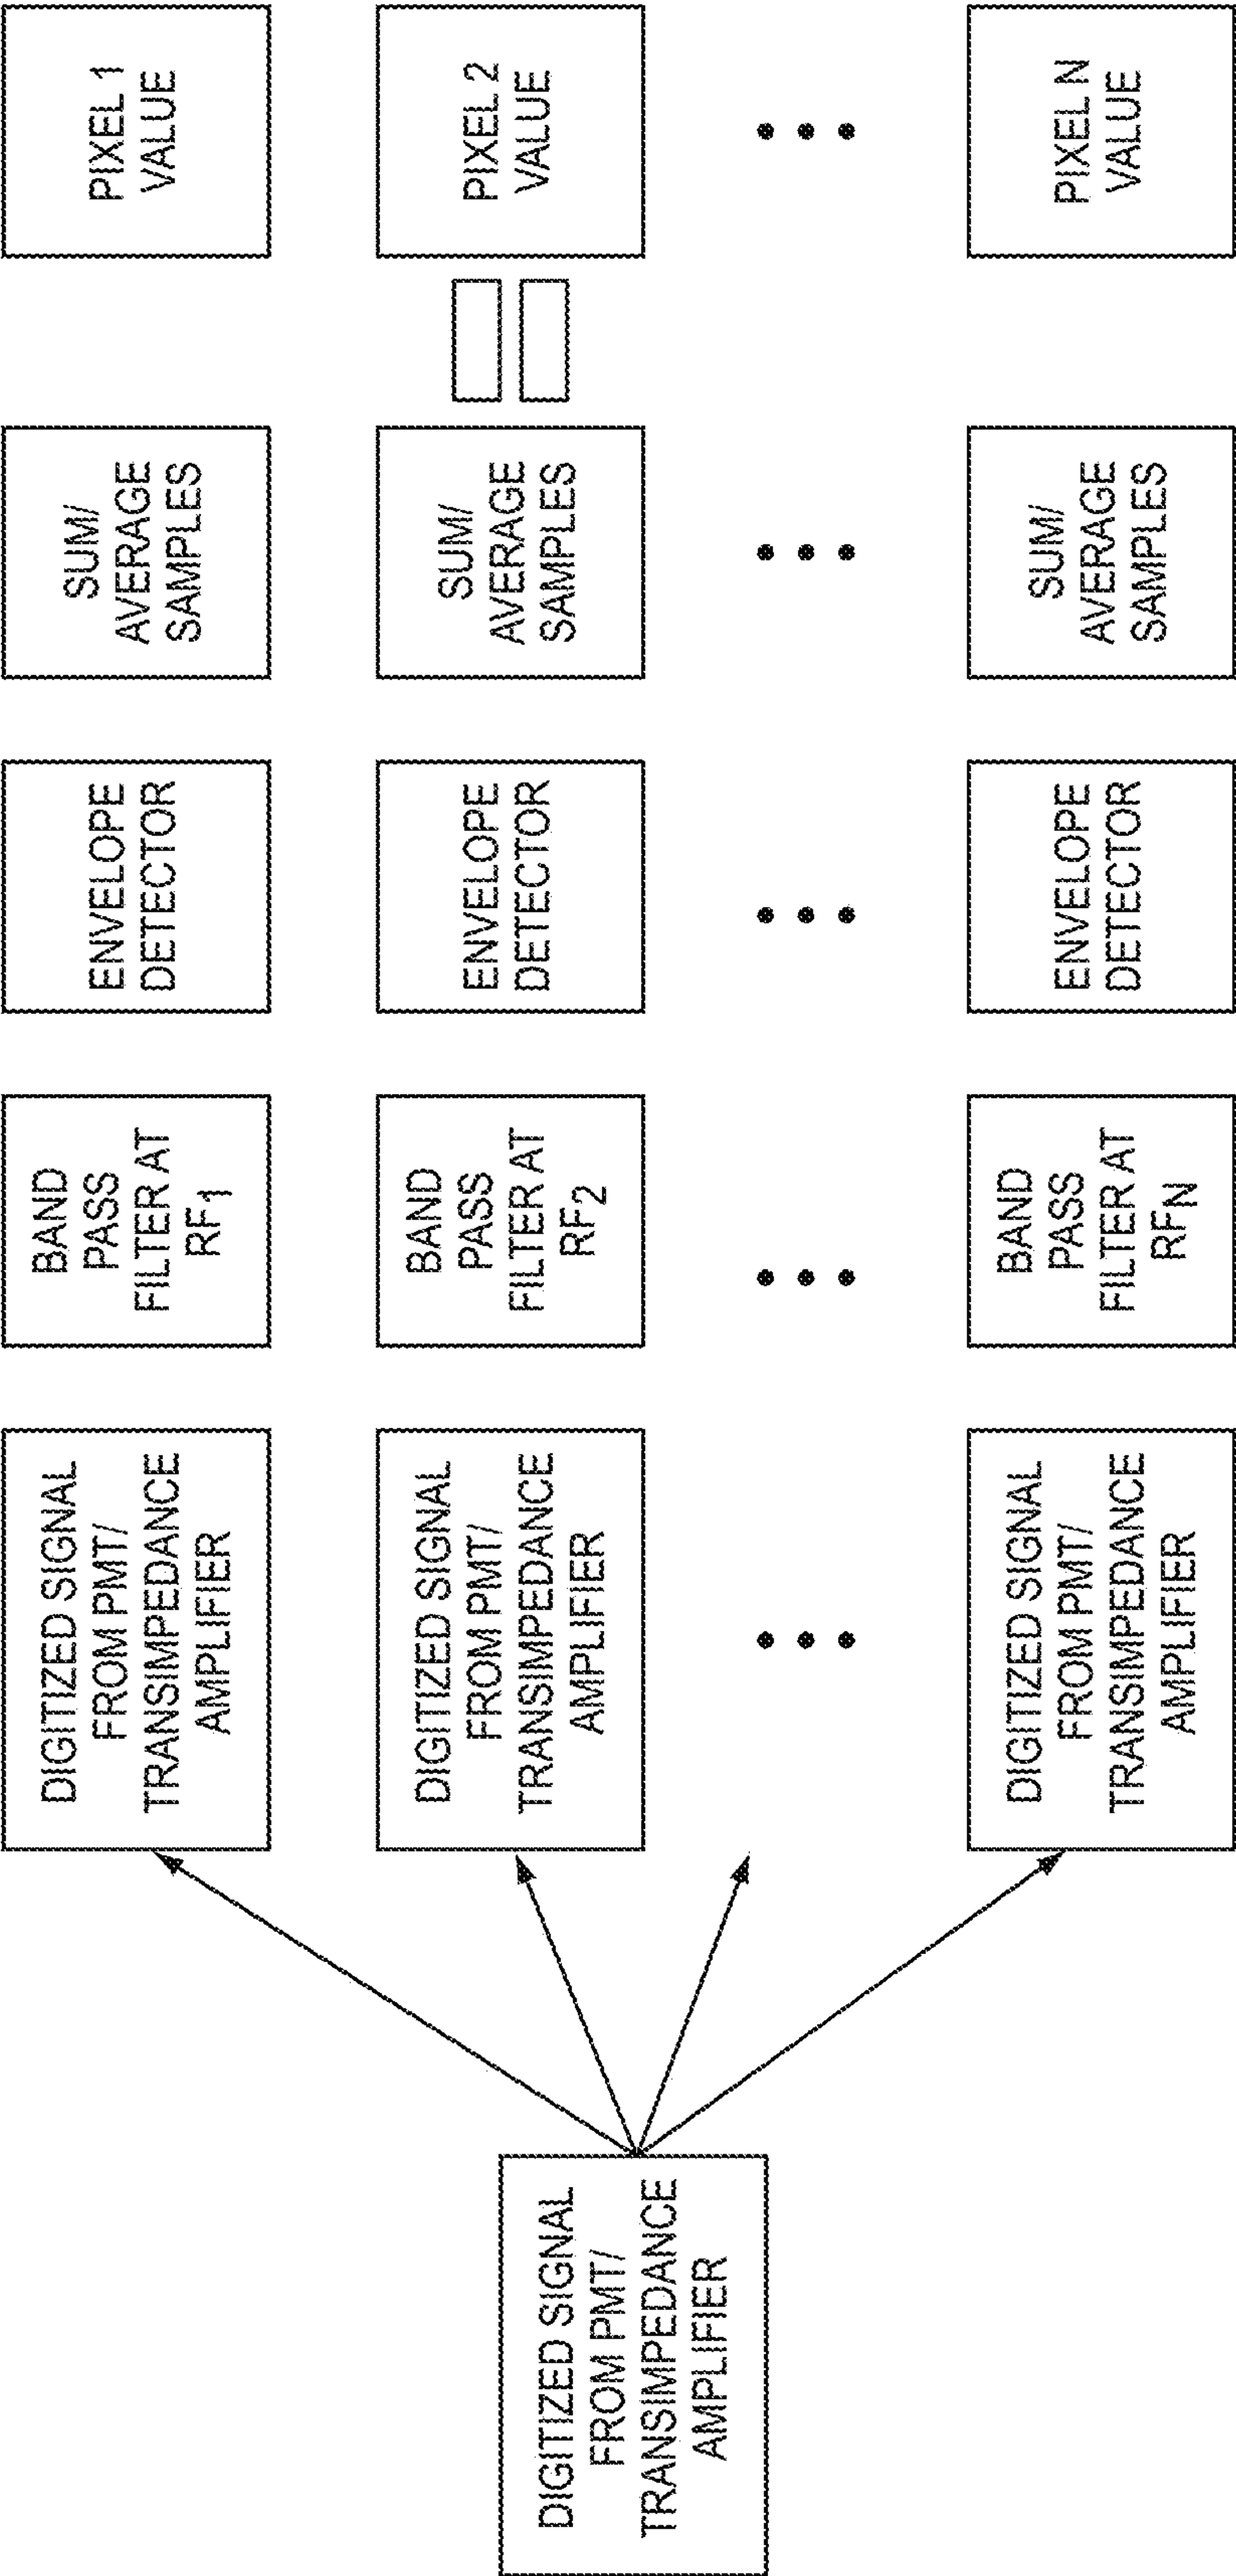 DIGITIZED SIGNAL
FROM PMT/
TRANSIMPEDANCE
AMPLIFIER
DIGITIZED SIGNAL
FROM PMT/
TRANSIMPEDANCE
AMPLIFIER
BAND
PASS
FILTER AT
RF1
ENVELOPE
DETECTOR
SUM/
AVERAGE
SAMPLES
PIXEL 1
VALUE
DIGITIZED SIGNAL
FROM PMT/
TRANSIMPEDANCE
AMPLIFIER
BAND
PASS
FILTER AT
RF2
ENVELOPE
DETECTOR
SUM/
AVERAGE
SAMPLES
PIXEL 2
VALUE
DIGITIZED SIGNAL
FROM PMT/
TRANSIMPEDANCE
AMPLIFIER
BAND
PASS
FILTER AT
RFN
ENVELOPE
DETECTOR
SUM/
AVERAGE
SAMPLES
PIXEL N
VALUE